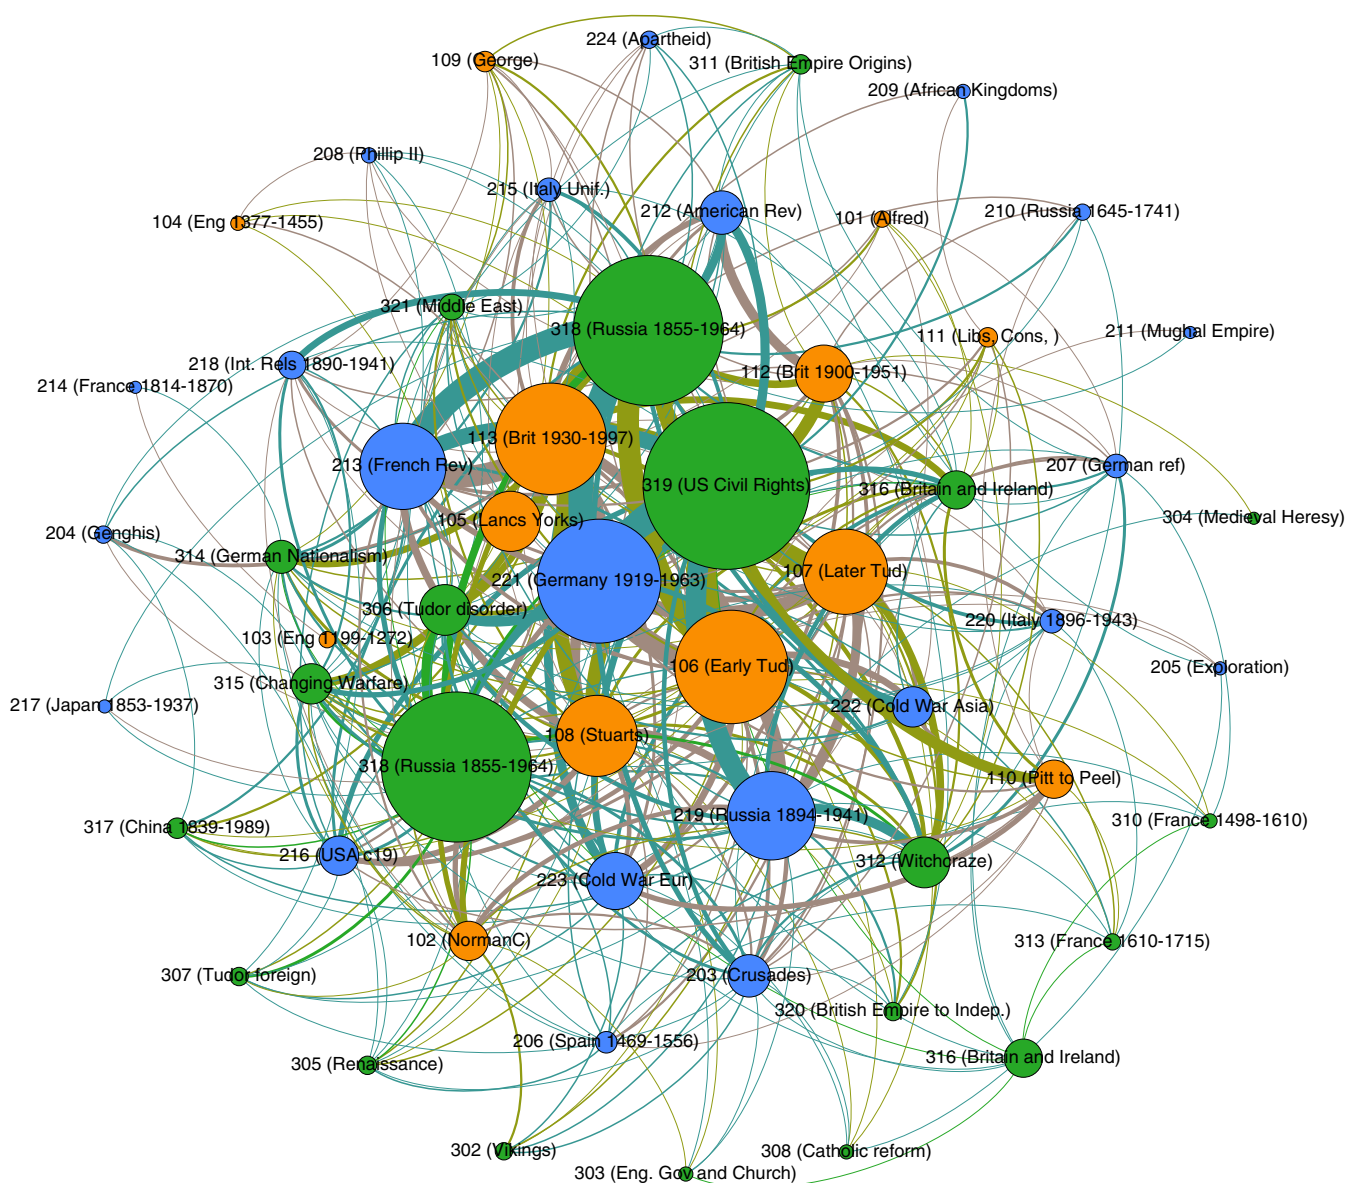 224 (Apartheid)
109 (George)
311 (British Empire Origins)
209 (African Kingdoms)
208 (Phillip II)
215 (Italy Unif.)
212 (American Rev)
101 (Alfred)
210 (Russia 1645-1741)
104 (Eng 1377-1455)
321 (Middle East)
318 (Russia 1855-1964)
111 (Libs, Cons, )
211 (Mughal Empire)
218 (Int. Rels 1890-1941)
112 (Brit 1900-1951)
214 (France 1814-1870)
113 (Brit 1930-1997)
213 (French Rev)
207 (German ref)
319 (US Civil Rights)
316 (Britain and Ireland)
304 (Medieval Heresy)
105 (Lancs Yorks)
204 (Genghis)
314 (German Nationalism)
107 (Later Tud)
221 (Germany 1919-1963)
306 (Tudor disorder)
220 (Italy 1896-1943)
103 (Eng 1199-1272)
106 (Early Tud)
205 (Exploration)
315 (Changing Warfare)
217 (Japan 1853-1937)
222 (Cold War Asia)
108 (Stuarts)
318 (Russia 1855-1964)
110 (Pitt to Peel)
219 (Russia 1894-1941)
310 (France 1498-1610)
317 (China 1839-1989)
216 (USA c19)
312 (Witchcraze)
223 (Cold War Eur)
102 (NormanC)
313 (France 1610-1715)
307 (Tudor foreign)
203 (Crusades)
320 (British Empire to Indep.)
206 (Spain 1469-1556)
316 (Britain and Ireland)
305 (Renaissance)
302 (Vikings)
308 (Catholic reform)
303 (Eng. Gov and Church)